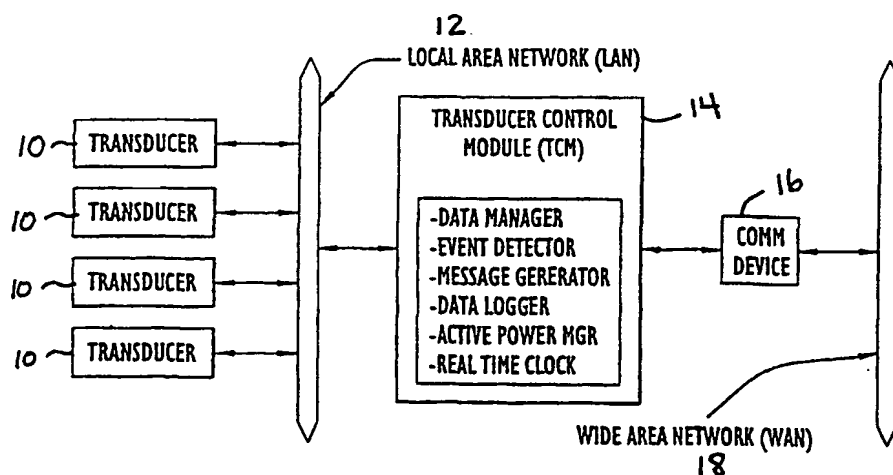 12
LOCAL AREA NETWORK (LAN)
10 TRANSDUCER
10 TRANSDUCER
10 TRANSDUCER
10 TRANSDUCER
14
TRANSDUCER CONTROL
MODULE (TCM)
-DATA MANAGER
-EVENT DETECTOR
-MESSAGE GERERATOR
-DATA LOGGER
-ACTIVE POWER MGR
-REAL TIME CLOCK
16
COMM
DEVICE
WIDE AREA NETWORK (WAN)
18